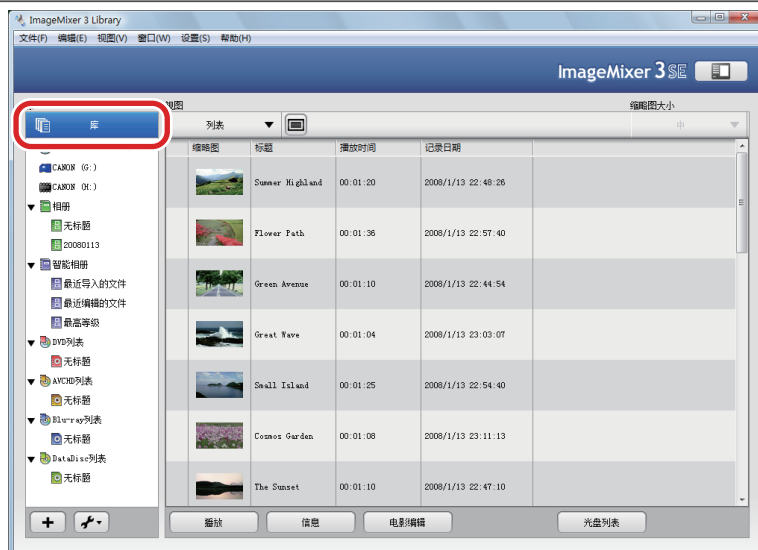 ImageMixer 3 Library
文件(F) 编辑(E) 视图(V) 窗口(W) 设置(S) 帮助(H)
ImageMixer 3 SE
视图 缩略图大小
库
列表 中
缩略图 标题 播放时间 记录日期
CANON (G:)
CANON (H:)
相册
无标题
20080113
智能相册
最近导入的文件
最近编辑的文件
最高等级
DVD列表
无标题
AVCHD列表
无标题
Blu-ray列表
无标题
DataDisc列表
无标题
Summer Highland 00:01:20 2008/1/13 22:48:26
Flower Path 00:01:36 2008/1/13 22:57:40
Green Avenue 00:01:10 2008/1/13 22:44:54
Great Wave 00:01:04 2008/1/13 23:03:07
Small Island 00:01:25 2008/1/13 22:54:40
Cosmos Garden 00:01:08 2008/1/13 23:11:13
The Sunset 00:01:10 2008/1/13 22:47:10
播放 信息 电影编辑 光盘列表